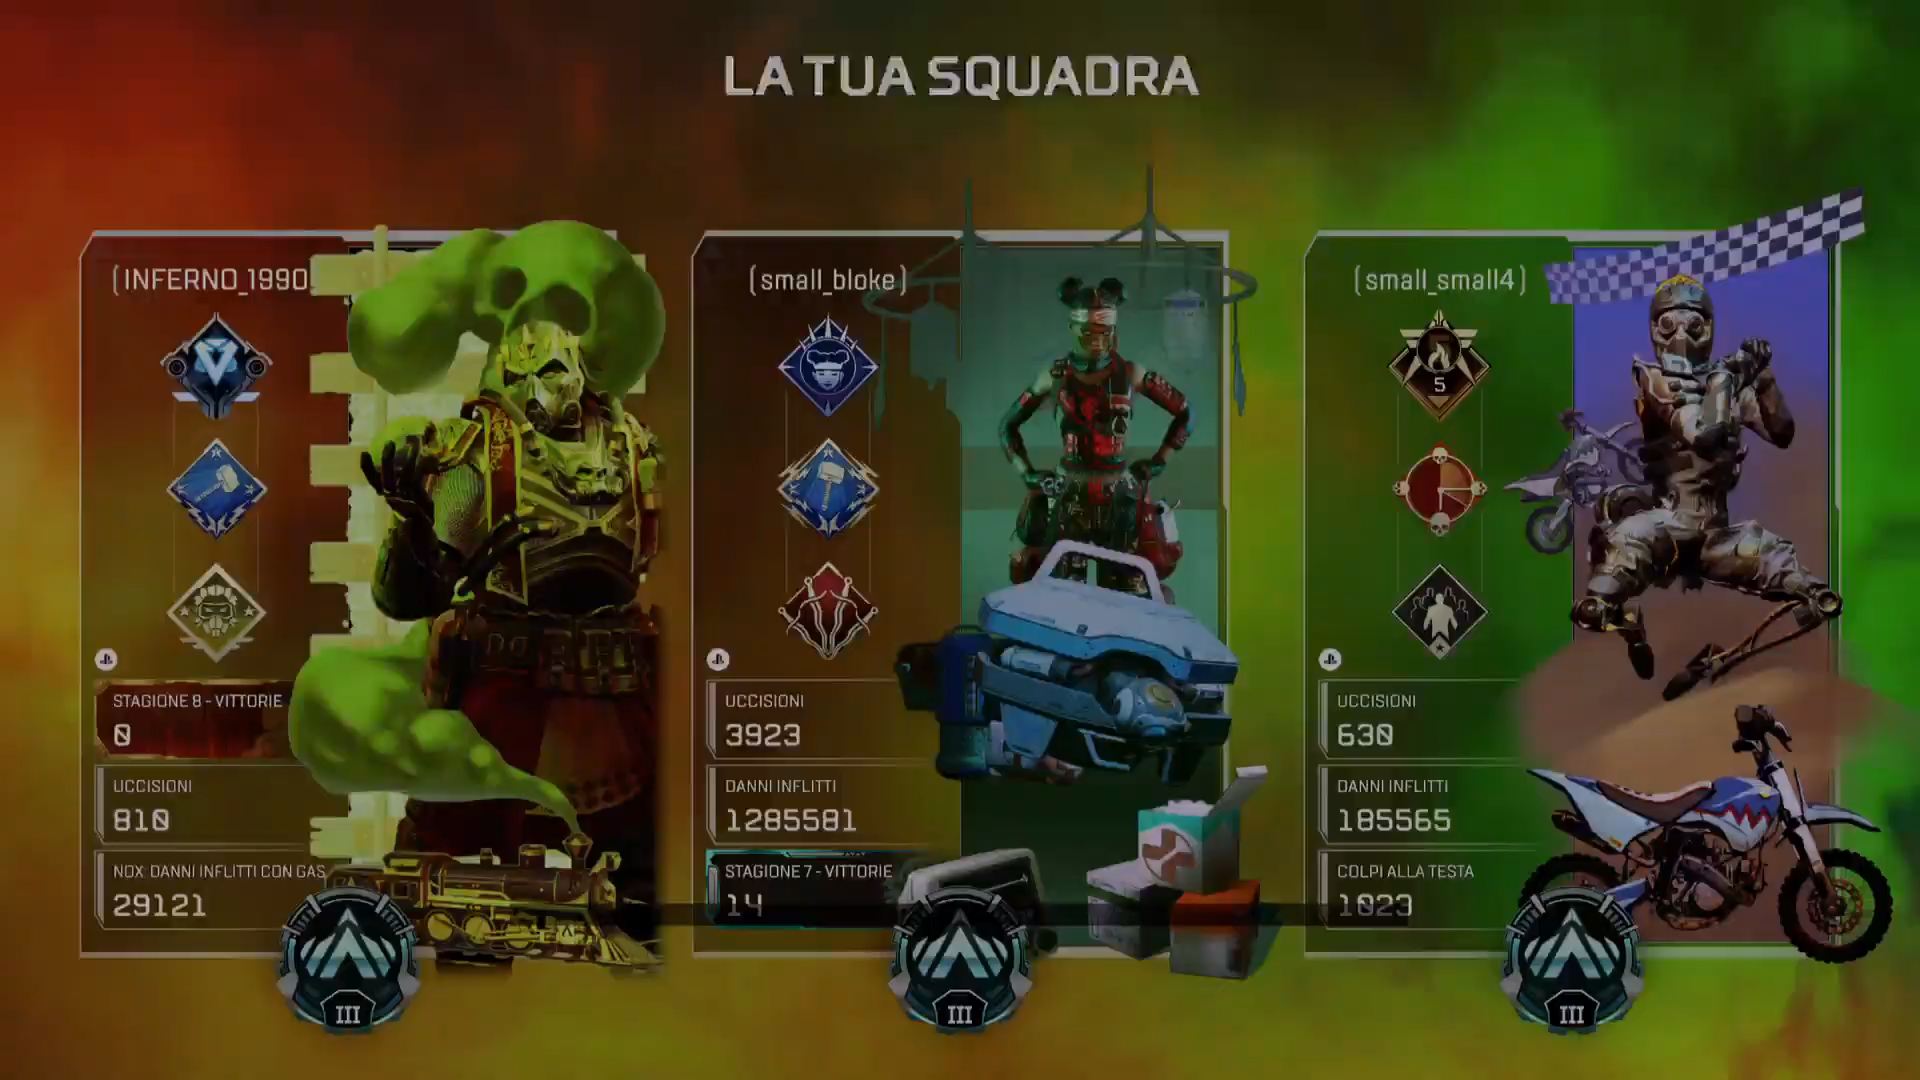 LA TUA SQUADRA
[INFERNO_1990
STAGIONE 8 - VITTORIE
0
UCCISIONI
810
NOX: DANNI INFLITTI CON GAS
29121
III
[small_bloke]
UCCISIONI
3923
DANNI INFLITTI
1285581
STAGIONE 7 - VITTORIE
14
III
[small_small4]
5
UCCISIONI
630
DANNI INFLITTI
185565
COLPI ALLA TESTA
1023
III